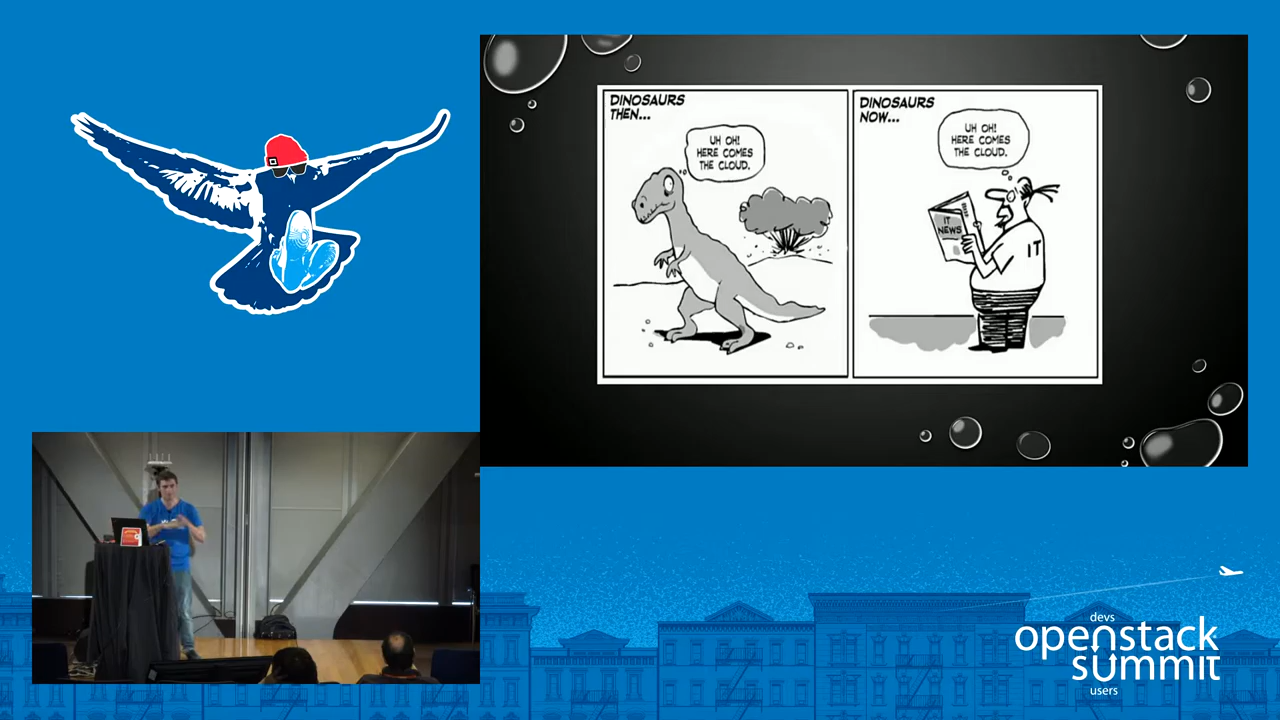 DINOSAURS
THEN...
UH OH!
HERE COMES
THE CLOUD.
DINOSAURS
NOW...
UH OH!
HERE COMES
THE CLOUD.
IT
NEWS
IT
devs
openstack
summit
users